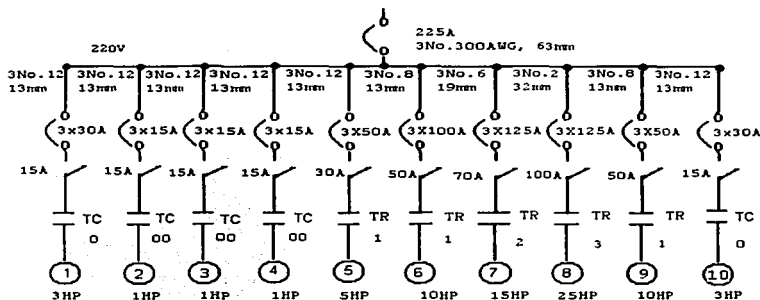 225A
3No.300AWG, 63mm
220V
3No.12 3No.12 3No.12 3No.12 3No.12 3No.8 3No.6 3No.2 3No.8 3No.12
13mm 13mm 13mm 13mm 13mm 13mm 19mm 32mm 13mm 13mm
3x30A 3x15A 3x15A 3x15A 3X50A 3X100A 3X125A 3X125A 3X50A 3x30A
15A 15A 15A 15A 30A 50A 70A 100A 50A 15A
TC TC TC TC TR TR TR TR TR TC
0 00 00 00 1 1 2 3 1 0
1 2 3 4 5 6 7 8 9 10
3HP 1HP 1HP 1HP 5HP 10HP 15HP 25HP 10HP 3HP